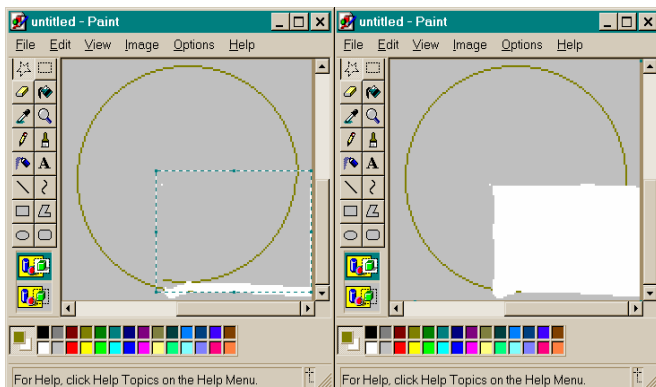 untitled - Paint
File Edit View Image Options Help
A
For Help, click Help Topics on the Help Menu.
untitled - Paint
File Edit View Image Options Help
A
For Help, click Help Topics on the Help Menu.